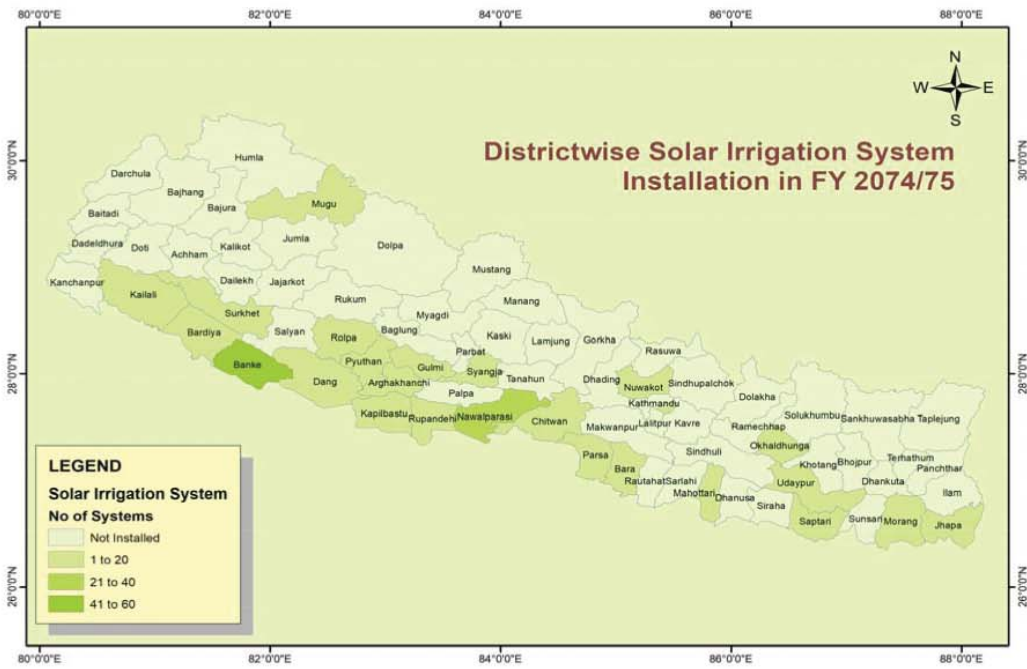 80°0'0"E 82°0'0"E 84°0'0"E 86°0'0"E 88°0'0"E
N
W E
S
Districtwise Solar Irrigation System
Installation in FY 2074/75
30°0'0"N 30°0'0"N
28°0'0"N 28°0'0"N
26°0'0"N 26°0'0"N
Humla
Darchula
Bajhang
Mugu
Bajura
Baitadi
Jumla
Dadeldhura
Doti
Kalikot
Dolpa
Achham
Mustang
Kanchanpur
Dailekh
Jajarkot
Kailali
Rukum
Manang
Surkhet
Myagdi
Bardiya
Salyan
Rolpa
Baglung
Kaski
Lamjung
Gorkha
Parbat
Rasuwa
Banke
Pyuthan
Gulmi
Syangja
Dang
Arghakhanchi
Tanahun
Dhading
Nuwakot
Sindhupalchok
Palpa
Dolakha
Kathmandu
Kapilbastu
Rupandehi
Nawalparasi
Chitwan
Makwanpur
Lalitpur
Kavre
Ramechhap
Solukhumbu
Sankhuwasabha
Taplejung
Okhaldhunga
Sindhuli
Parsa
Bara
Khotang
Bhojpur
Terhathum
Panchthar
Rautahat
Sarlahi
Udaypur
Dhankuta
Mahottari
Dhanusa
Siraha
Ilam
Saptari
Sunsari
Morang
Jhapa
LEGEND
Solar Irrigation System
No of Systems
Not Installed
1 to 20
21 to 40
41 to 60
80°0'0"E 82°0'0"E 84°0'0"E 86°0'0"E 88°0'0"E